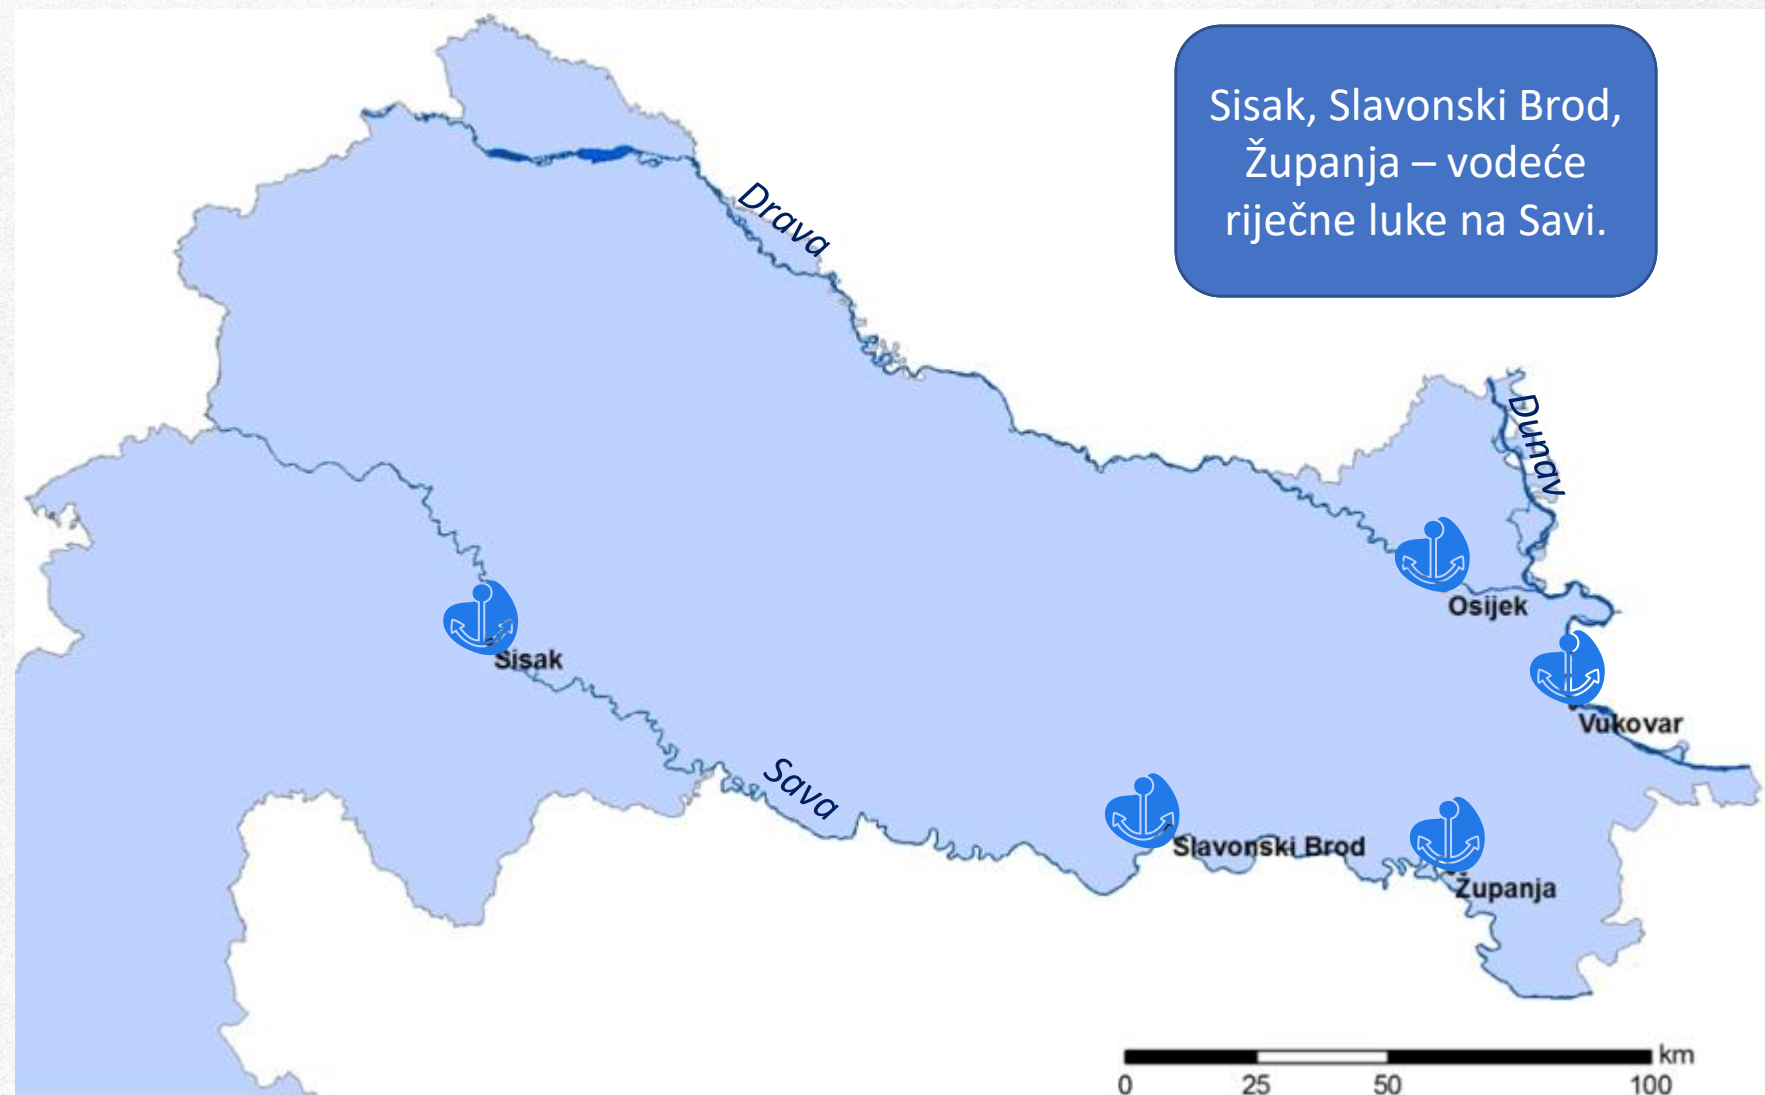 Sisak, Slavonski Brod,
Županja – vodeće
riječne luke na Savi.
Drava
Dunav
Osijek
Sisak
Vukovar
Sava
Slavonski Brod
Županja
km
0 25 50 100